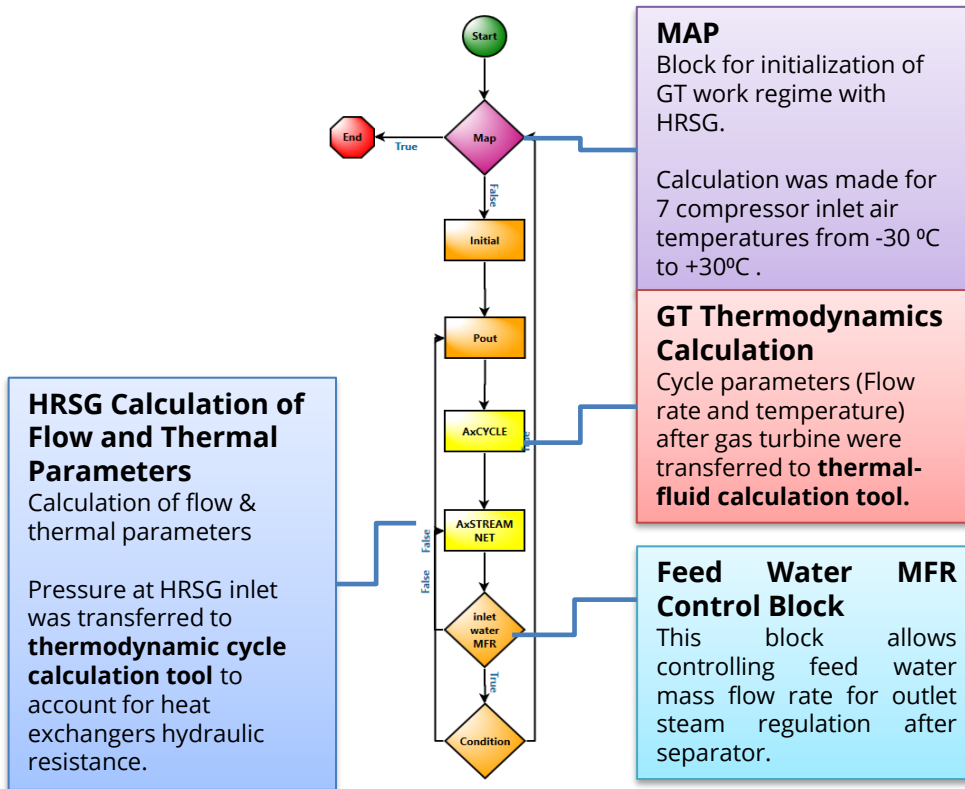 Start
Map
End
True
False
Initial
Pout
AxCYCLE
True
AxSTREAM
NET
False
False
inlet
water
MFR
True
Condition
MAP
Block for initialization of
GT work regime with
HRSG.
Calculation was made for
7 compressor inlet air
temperatures from -30 ⁰C
to +30⁰C .
GT Thermodynamics
Calculation
Cycle parameters (Flow
rate and temperature)
after gas turbine were
transferred to thermal-
fluid calculation tool.
HRSG Calculation of
Flow and Thermal
Parameters
Calculation of flow &
thermal parameters
Pressure at HRSG inlet
was transferred to
thermodynamic cycle
calculation tool to
account for heat
exchangers hydraulic
resistance.
Feed Water MFR
Control Block
This block allows
controlling feed water
mass flow rate for outlet
steam regulation after
separator.